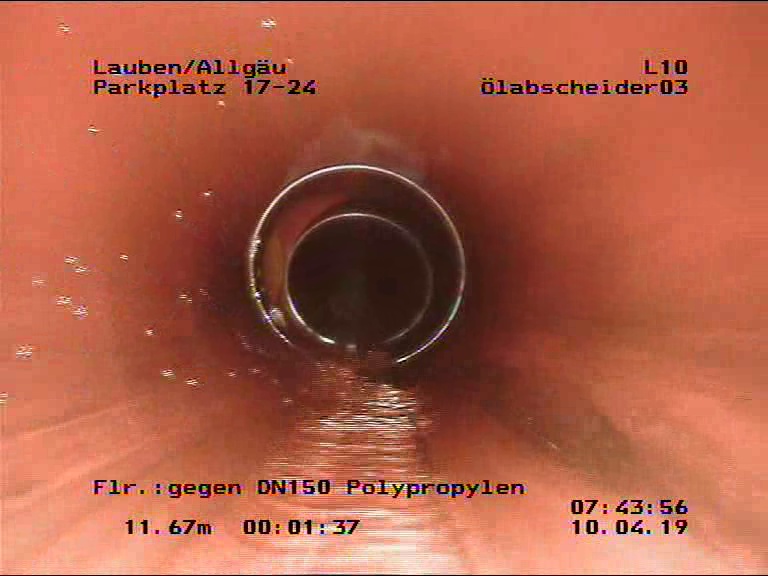 Lauben/Allgäu L10
Parkplatz 17-24 Ölabscheider03
Flr.:gegen DN150 Polypropylen
07:43:56
11.67m 00:01:37 10.04.19